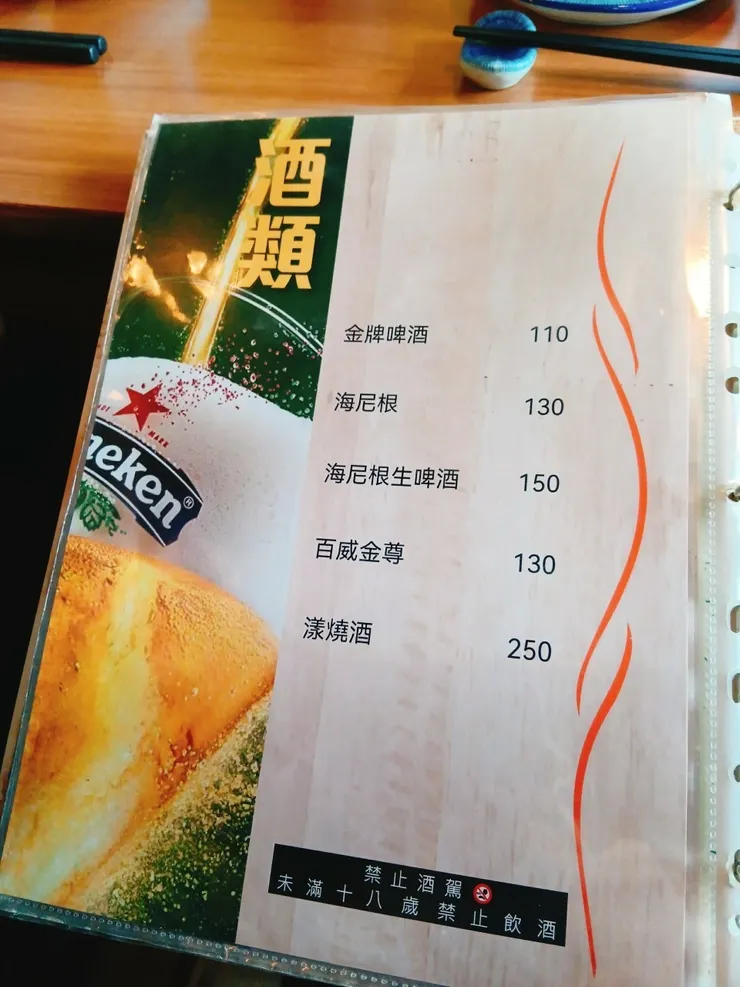 酒類
neken®
MARK
金牌啤酒 110
海尼根 130
海尼根生啤酒 150
百威金尊 130
漾燒酒 250
禁止酒駕
未滿十八歲禁止飲酒